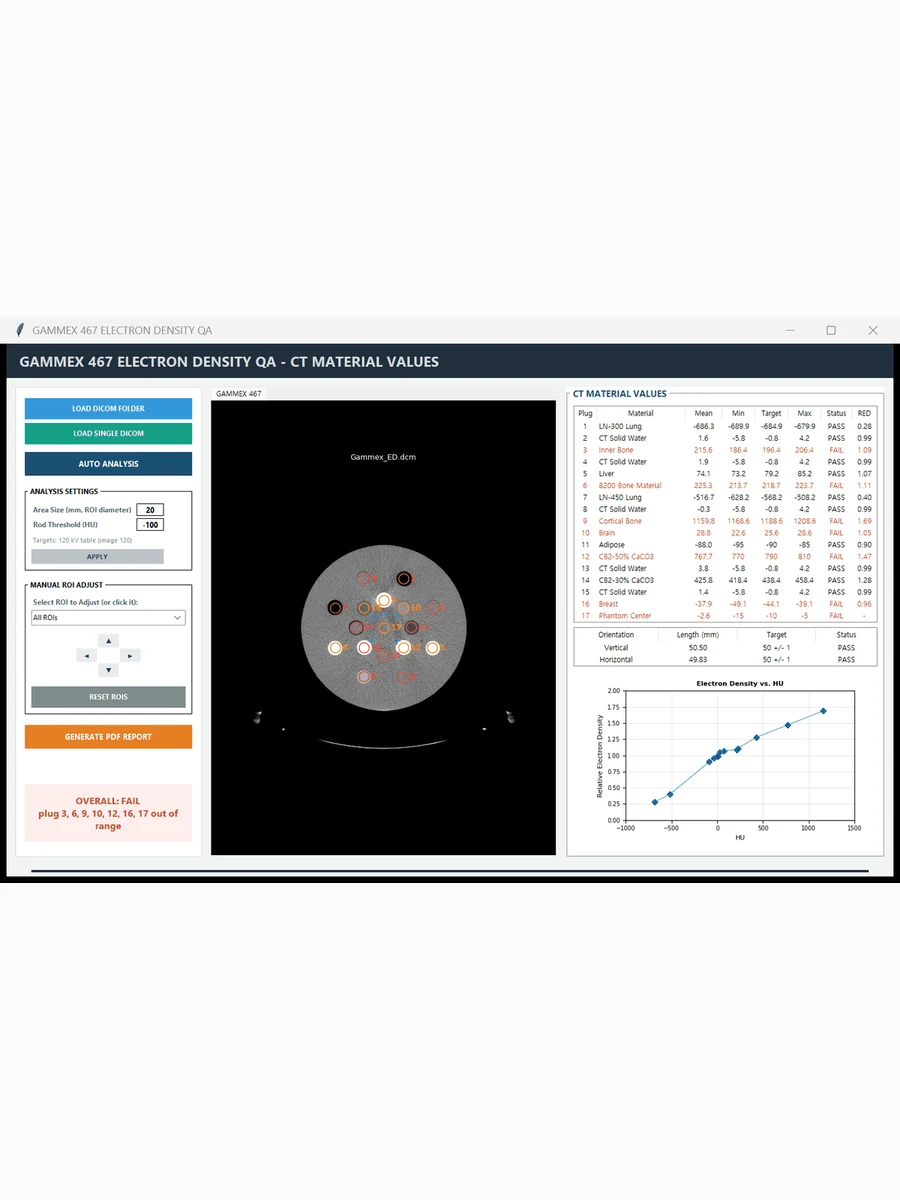 GAMMEX 467 ELECTRON DENSITY QA
GAMMEX 467 ELECTRON DENSITY QA - CT MATERIAL VALUES
LOAD DICOM FOLDER
LOAD SINGLE DICOM
AUTO ANALYSIS
ANALYSIS SETTINGS
Area Size (mm, ROI diameter) 20
Rod Threshold (HU) -100
Targets: 120 kV table (image 120)
APPLY
MANUAL ROI ADJUST
Select ROI to Adjust (or click it):
All ROIs
RESET ROIS
GENERATE PDF REPORT
OVERALL: FAIL
plug 3, 6, 9, 10, 12, 16, 17 out of
range
GAMMEX 467
Gammex_ED.dcm
10
17
12
CT MATERIAL VALUES
Plug Material Mean Min Target Max Status RED
1 LN-300 Lung -686.3 -689.9 -684.9 -679.9 PASS 0.28
2 CT Solid Water 1.6 -5.8 -0.8 4.2 PASS 0.99
3 Inner Bone 215.6 186.4 196.4 206.4 FAIL 1.09
4 CT Solid Water 1.9 -5.8 -0.8 4.2 PASS 0.99
5 Liver 74.1 73.2 79.2 85.2 PASS 1.07
6 B200 Bone Material 225.3 213.7 218.7 223.7 FAIL 1.11
7 LN-450 Lung -516.7 -628.2 -568.2 -508.2 PASS 0.40
8 CT Solid Water -0.3 -5.8 -0.8 4.2 PASS 0.99
9 Cortical Bone 1159.8 1168.6 1188.6 1208.6 FAIL 1.69
10 Brain 28.8 22.6 25.6 28.6 FAIL 1.05
11 Adipose -88.0 -95 -90 -85 PASS 0.90
12 CB2-50% CaCO3 767.7 770 790 810 FAIL 1.47
13 CT Solid Water 3.8 -5.8 -0.8 4.2 PASS 0.99
14 CB2-30% CaCO3 425.8 418.4 438.4 458.4 PASS 1.28
15 CT Solid Water 1.4 -5.8 -0.8 4.2 PASS 0.99
16 Breast -37.9 -49.1 -44.1 -39.1 FAIL 0.96
17 Phantom Center -2.6 -15 -10 -5 FAIL -
Orientation Length (mm) Target Status
Vertical 50.50 50 +/- 1 PASS
Horizontal 49.83 50 +/- 1 PASS
Electron Density vs. HU
Relative Electron Density
2.00
1.75
1.50
1.25
1.00
0.75
0.50
0.25
0.00
−1000 −500 0 500 1000 1500
HU